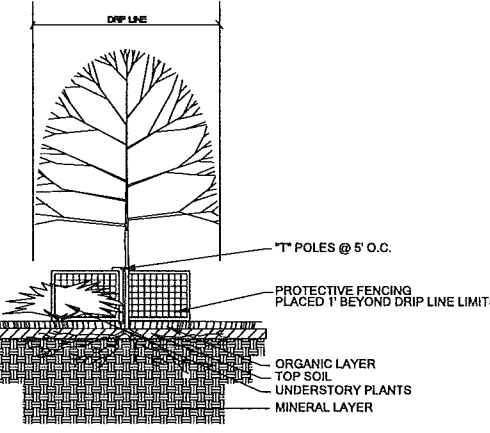 DRIP LINE
"T" POLES @ 5' O.C.
PROTECTIVE FENCING
PLACED 1' BEYOND DRIP LINE LIMIT
ORGANIC LAYER
TOP SOIL
UNDERSTORY PLANTS
MINERAL LAYER